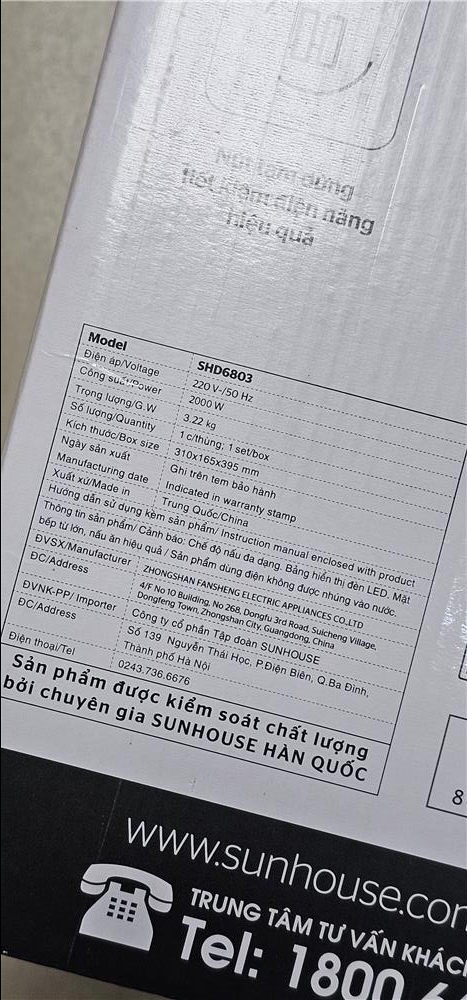 Nút tạm dừng
tiết kiệm điện năng
hiệu quả
Model SHD6803
Điện áp/Voltage 220 V~/50 Hz
Công suất/Power 2000 W
Trọng lượng/G.W 3.22 kg
Số lượng/Quantity 1 c/thùng; 1 set/box
Kích thước/Box size 310x165x395 mm
Ngày sản xuất Ghi trên tem bảo hành
Manufacturing date Indicated in warranty stamp
Xuất xứ/Made in Trung Quốc/China
Hướng dẫn sử dụng kèm sản phẩm/ Instruction manual enclosed with product
Thông tin sản phẩm/ Cảnh báo: Chế độ nấu đa dạng. Bảng hiển thị đèn LED. Mặt
bếp từ lớn, nấu ăn hiệu quả / Sản phẩm dùng điện không được nhúng vào nước.
ĐVSX/Manufacturer ZHONGSHAN FANSHENG ELECTRIC APPLIANCES CO.,LTD
ĐC/Address 4/F No 10 Building, No 268, Dongfu 3rd Road, Suicheng Village,
Dongfeng Town, Zhongshan City, Guangdong, China
ĐVNK-PP/ Importer Công ty cổ phần Tập đoàn SUNHOUSE
ĐC/Address Số 139 Nguyễn Thái Học, P.Điện Biên, Q.Ba Đình,
Thành phố Hà Nội
Điện thoại/Tel 0243.736.6676
Sản phẩm được kiểm soát chất lượng
bởi chuyên gia SUNHOUSE HÀN QUỐC
8
www.sunhouse.com
TRUNG TÂM TƯ VẤN KHÁC
Tel: 1800